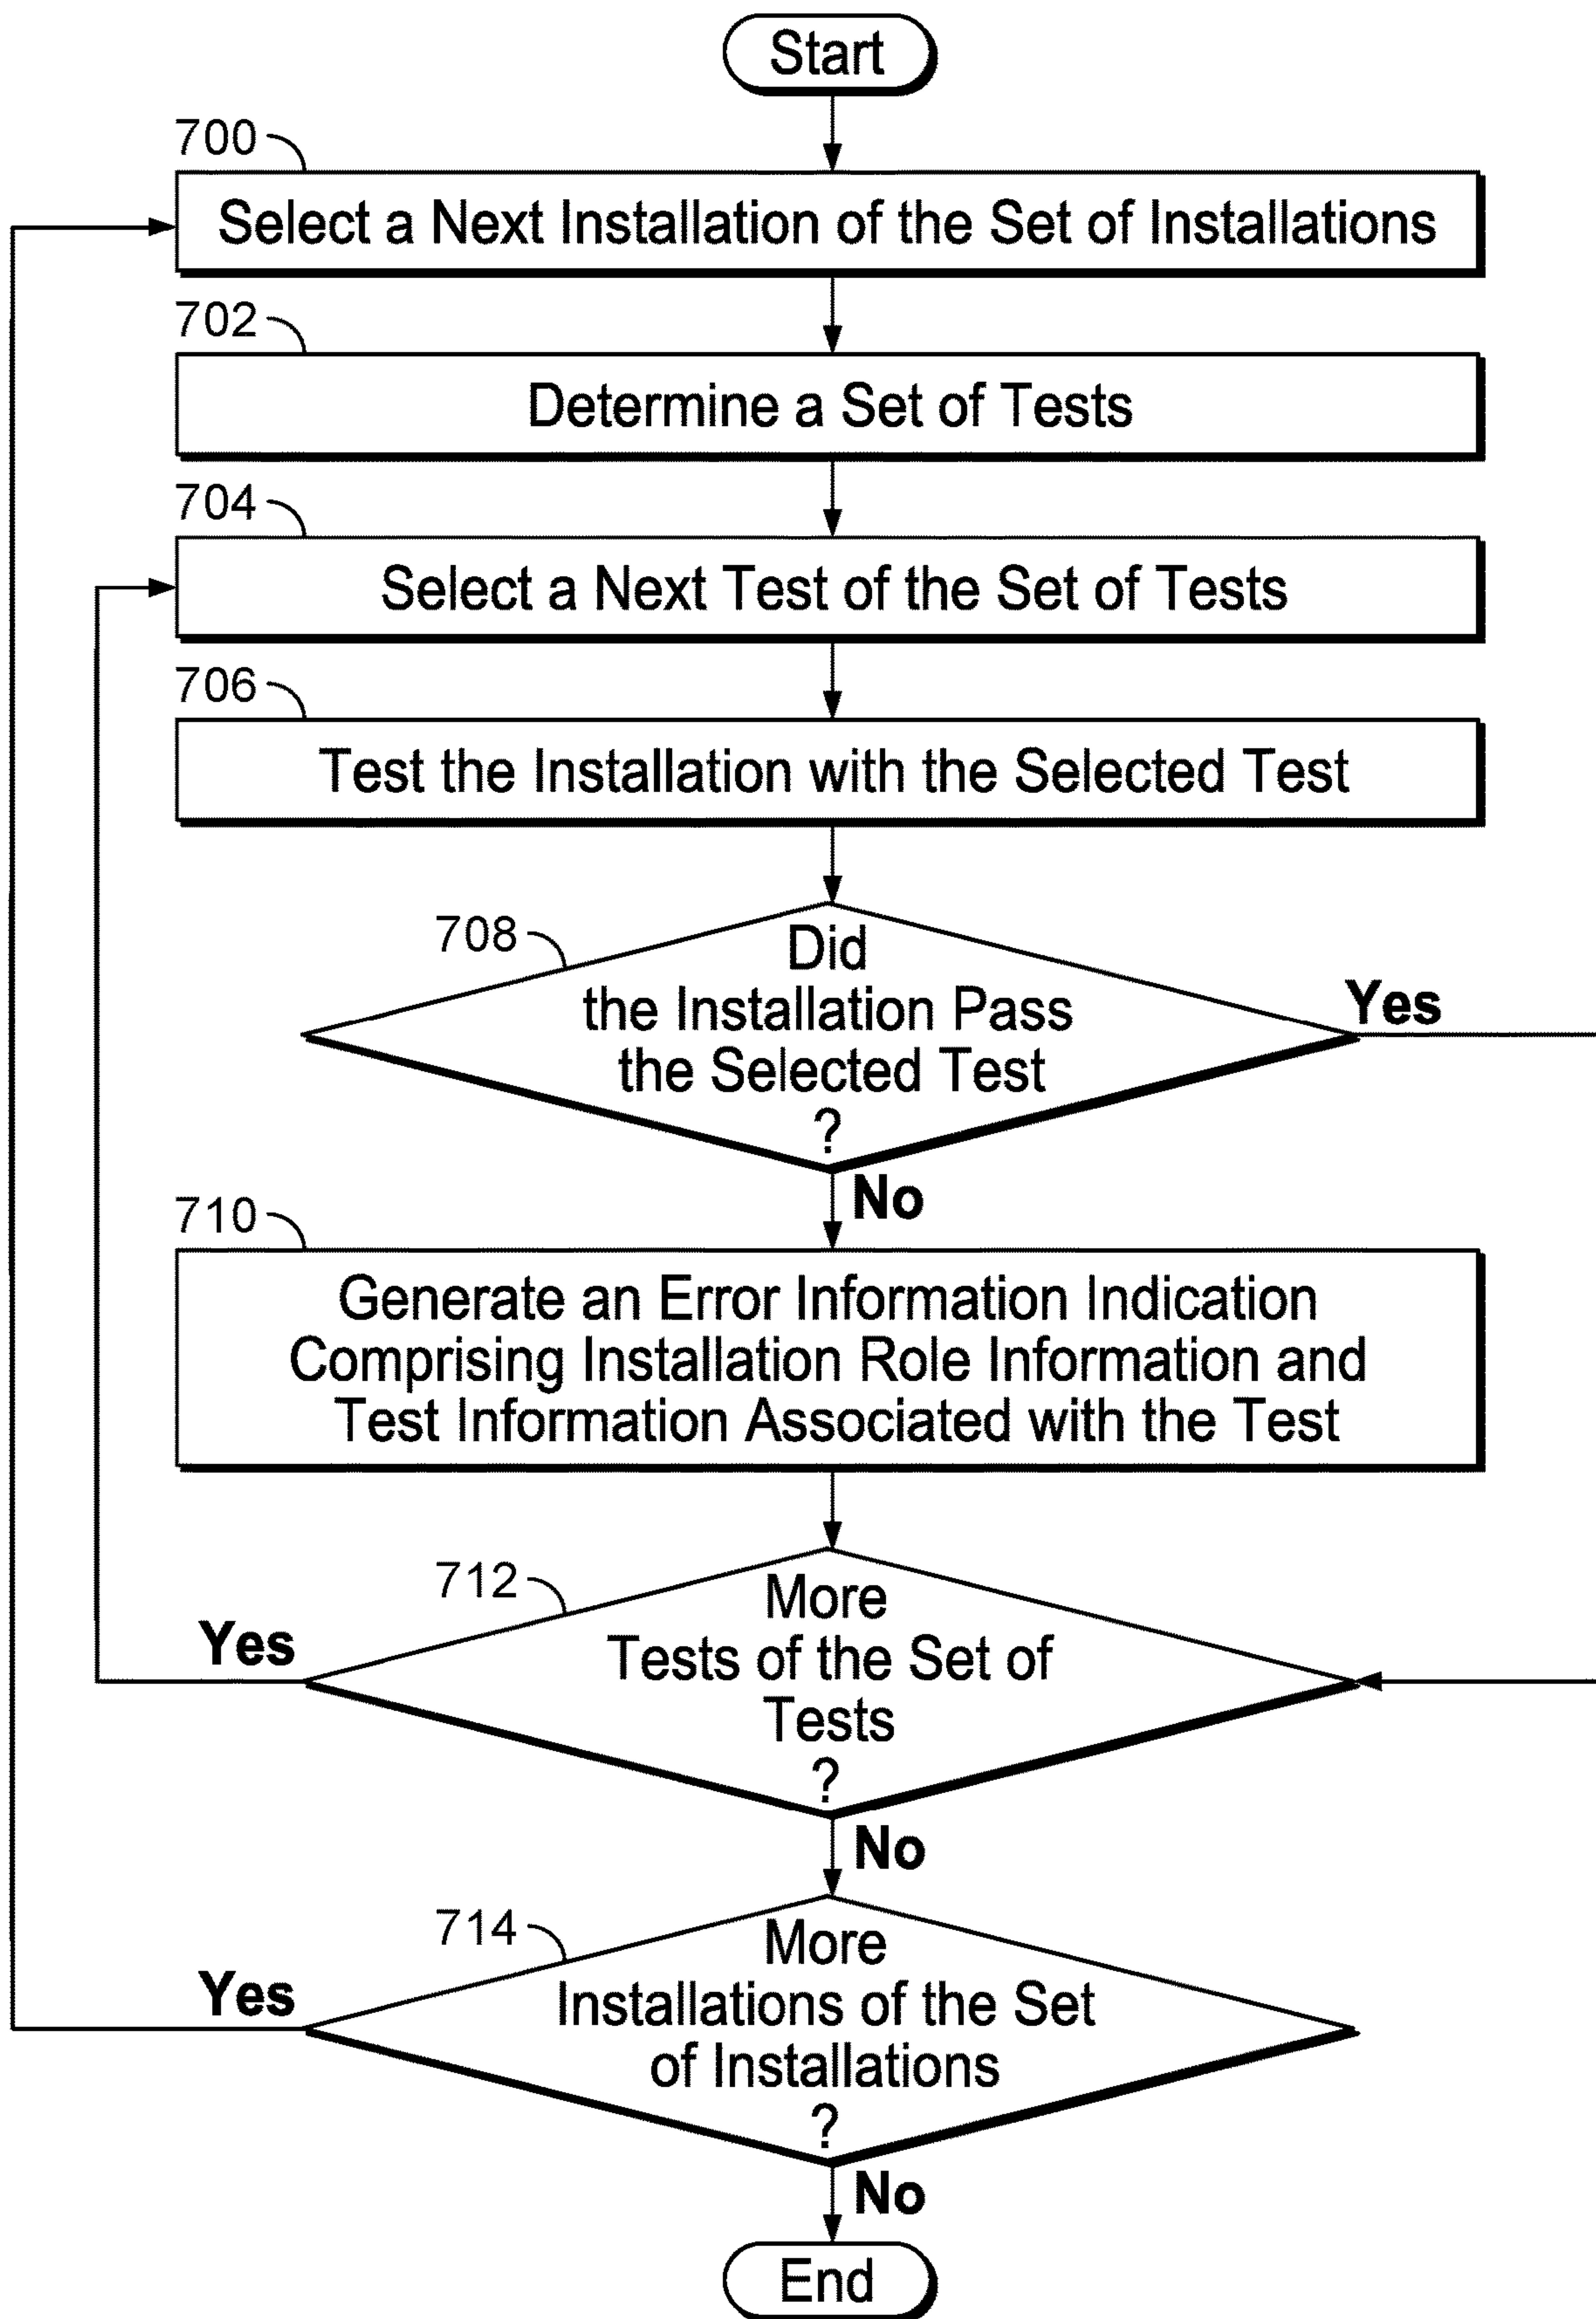 Start
700
Select a Next Installation of the Set of Installations
702
Determine a Set of Tests
704
Select a Next Test of the Set of Tests
706
Test the Installation with the Selected Test
708
Did
the Installation Pass
the Selected Test
?
Yes
No
710
Generate an Error Information Indication
Comprising Installation Role Information and
Test Information Associated with the Test
712
More
Tests of the Set of
Tests
?
Yes
No
714
More
Installations of the Set
of Installations
?
Yes
No
End